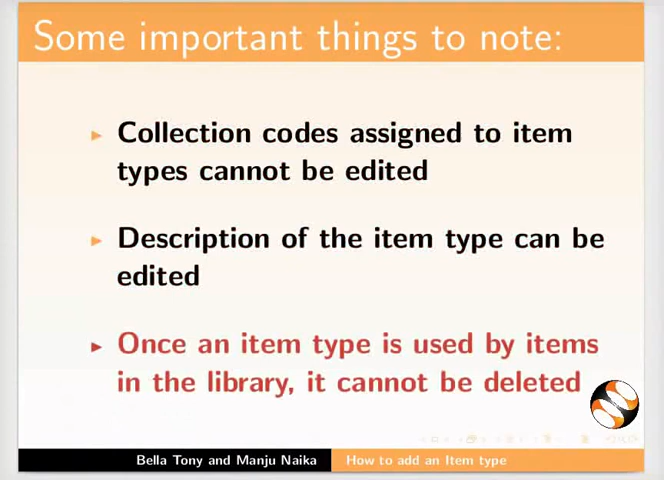 Some important things to note:
Collection codes assigned to item
types cannot be edited
Description of the item type can be
edited
Once an item type is used by items
in the library, it cannot be deleted
Bella Tony and Manju Naika
How to add an Item type